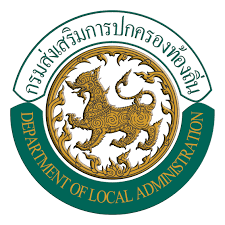 กรมส่งเสริมการปกครองท้องถิ่น
DEPARTMENT OF LOCAL ADMINISTRATION